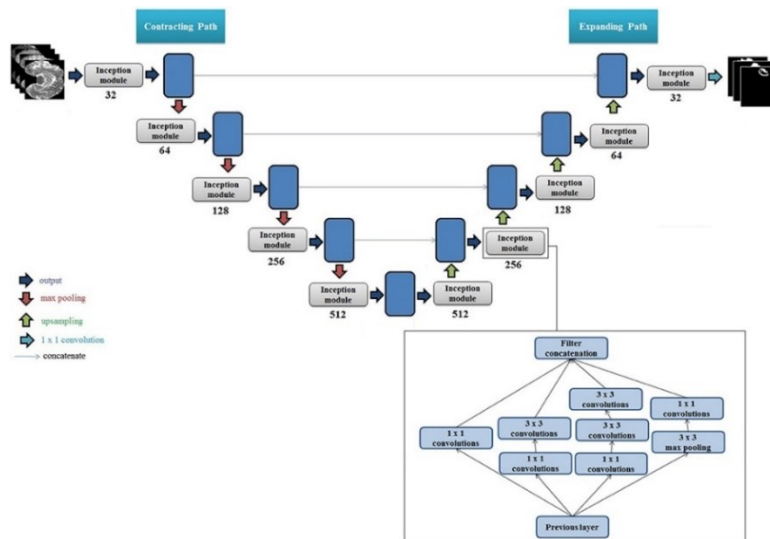 Contracting Path
Expanding Path
Inception
module
32
Inception
module
32
Inception
module
64
Inception
module
64
Inception
module
128
Inception
module
128
Inception
module
256
Inception
module
256
Inception
module
512
Inception
module
512
output
max pooling
upsampling
1 x 1 convolution
concatenate
Filter
concatenation
3 x 3
convolutions
1 x 1
convolutions
1 x 1
convolutions
3 x 3
convolutions
3 x 3
convolutions
3 x 3
max pooling
1 x 1
convolutions
1 x 1
convolutions
Previous layer